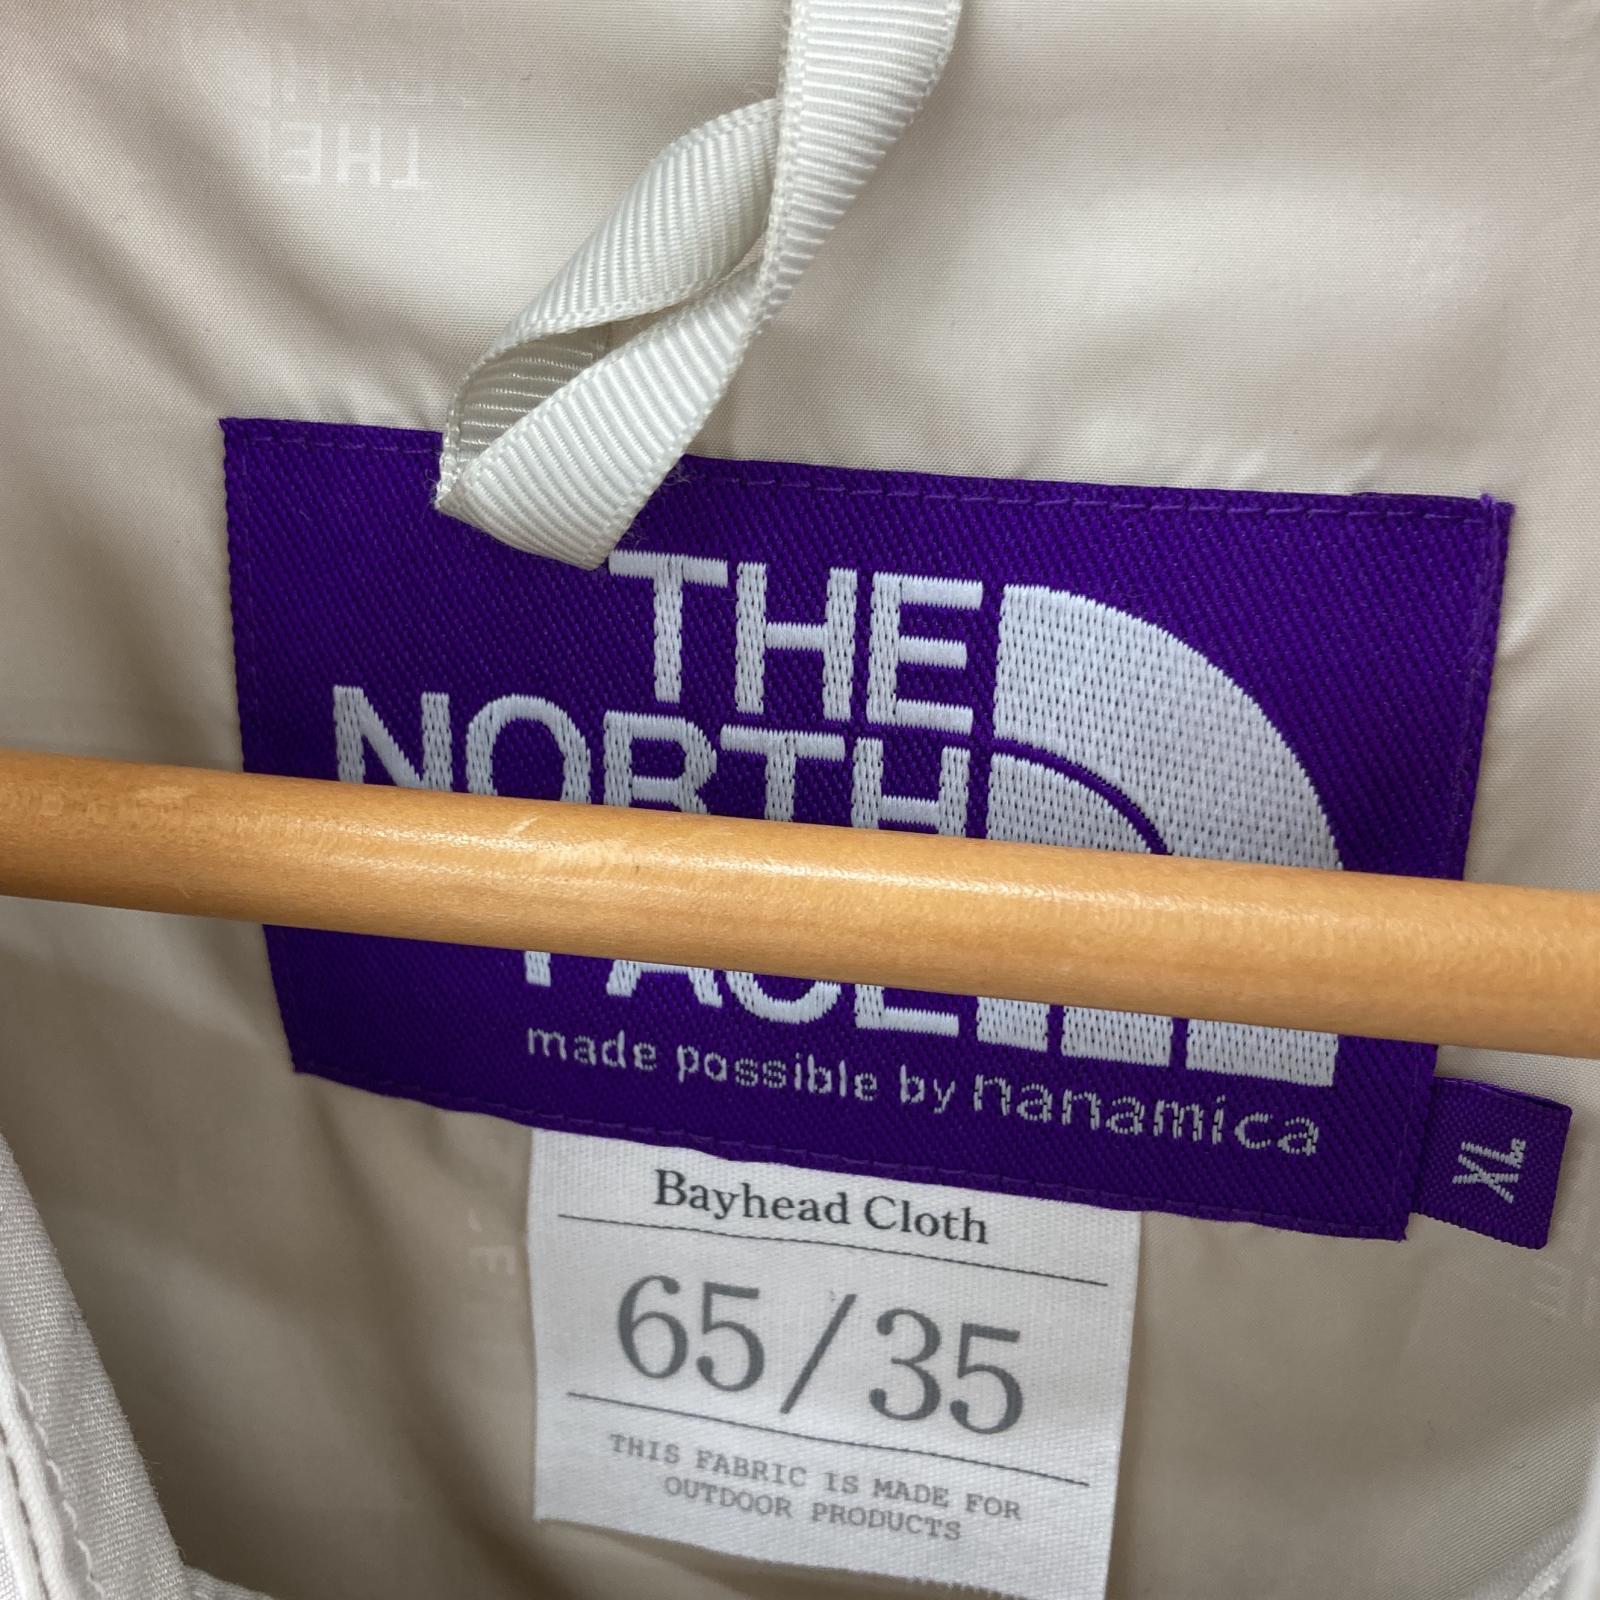 THE
NORTH
FACE
made possible by nanamica
XL
Bayhead Cloth
65/35
THIS FABRIC IS MADE FOR
OUTDOOR PRODUCTS